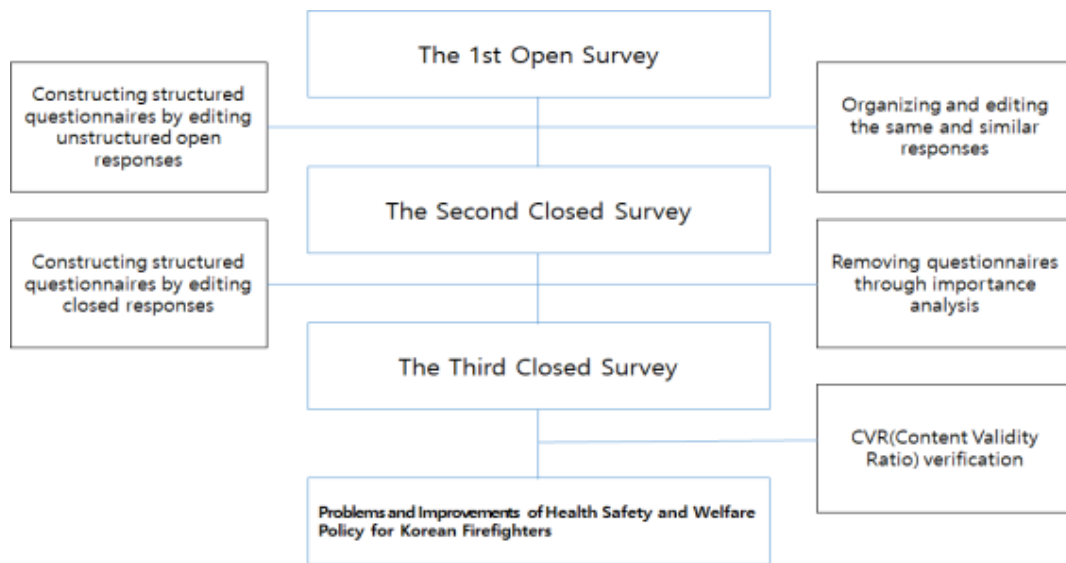 The 1st Open Survey
Constructing structured
questionnaires by editing
unstructured open
responses
Organizing and editing
the same and similar
responses
The Second Closed Survey
Constructing structured
questionnaires by editing
closed responses
Removing questionnaires
through importance
analysis
The Third Closed Survey
CVR(Content Validity
Ratio) verification
Problems and Improvements of Health Safety and Welfare
Policy for Korean Firefighters